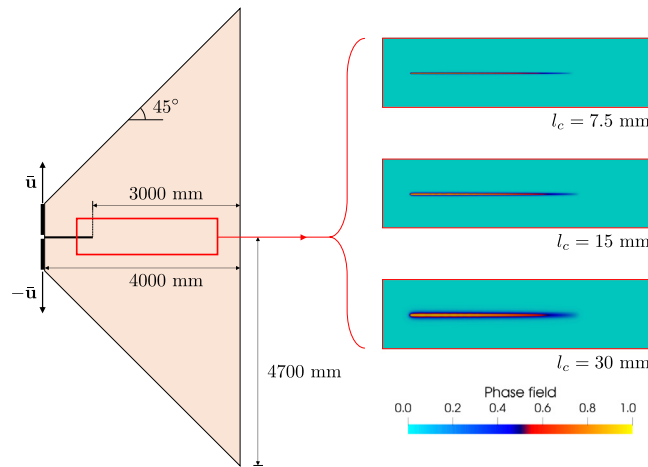 45°
ū
3000 mm
4000 mm
−ū
4700 mm
l_c = 7.5 mm
l_c = 15 mm
l_c = 30 mm
Phase field
0.0 0.2 0.4 0.6 0.8 1.0